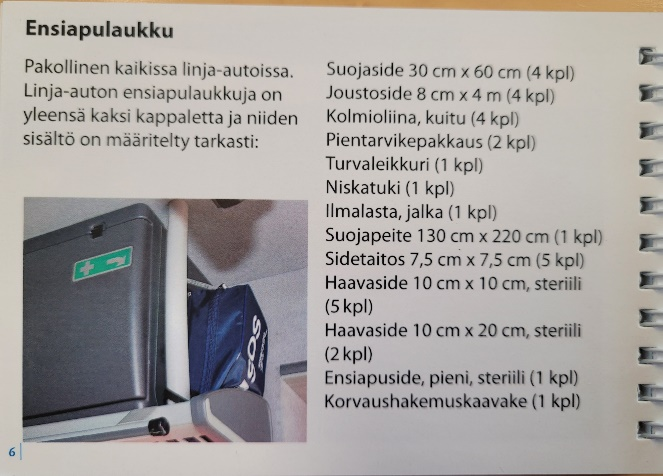 Ensiapulaukku
Pakollinen kaikissa linja-autoissa.
Linja-auton ensiapulaukkuja on
yleensä kaksi kappaletta ja niiden
sisältö on määritelty tarkasti:
Suojaside 30 cm x 60 cm (4 kpl)
Joustoside 8 cm x 4 m (4 kpl)
Kolmioliina, kuitu (4 kpl)
Pientarvikepakkaus (2 kpl)
Turvaleikkuri (1 kpl)
Niskatuki (1 kpl)
Ilmalasta, jalka (1 kpl)
Suojapeite 130 cm x 220 cm (1 kpl)
Sidetaitos 7,5 cm x 7,5 cm (5 kpl)
Haavaside 10 cm x 10 cm, steriili
(5 kpl)
Haavaside 10 cm x 20 cm, steriili
(2 kpl)
Ensiapuside, pieni, steriili (1 kpl)
Korvaushakemuskaavake (1 kpl)
SOS
6